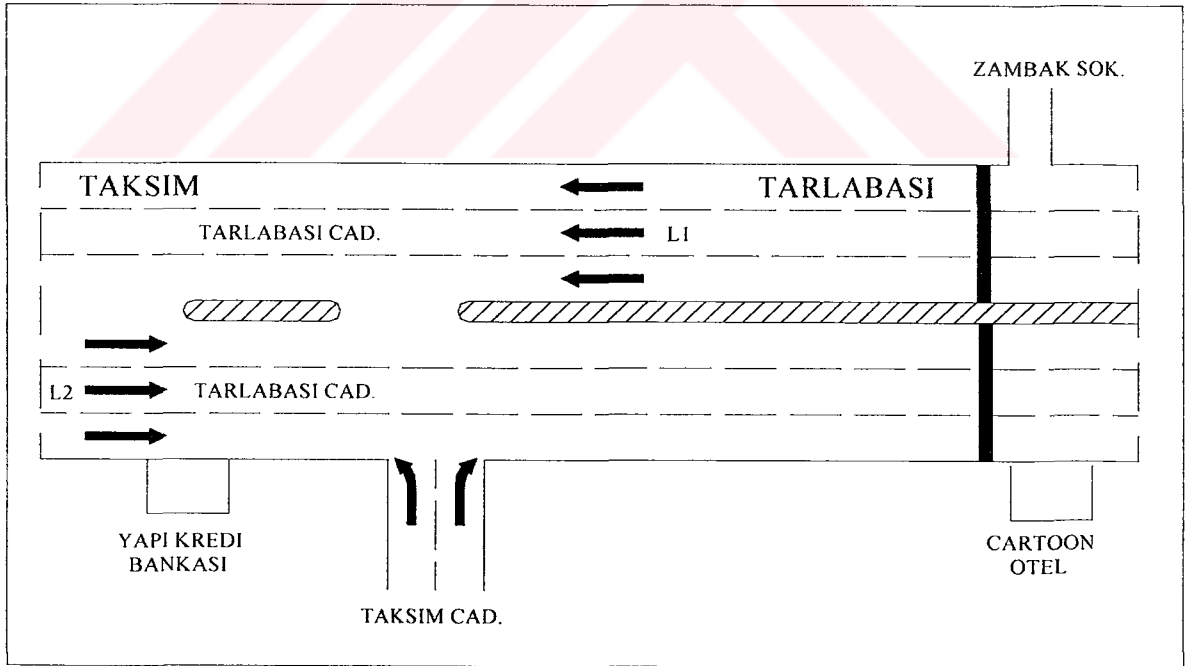 ZAMBAK SOK.
TAKSIM
TARLABASI
TARLABASI CAD.
L1
L2
TARLABASI CAD.
YAPI KREDI
BANKASI
CARTOON
OTEL
TAKSIM CAD.